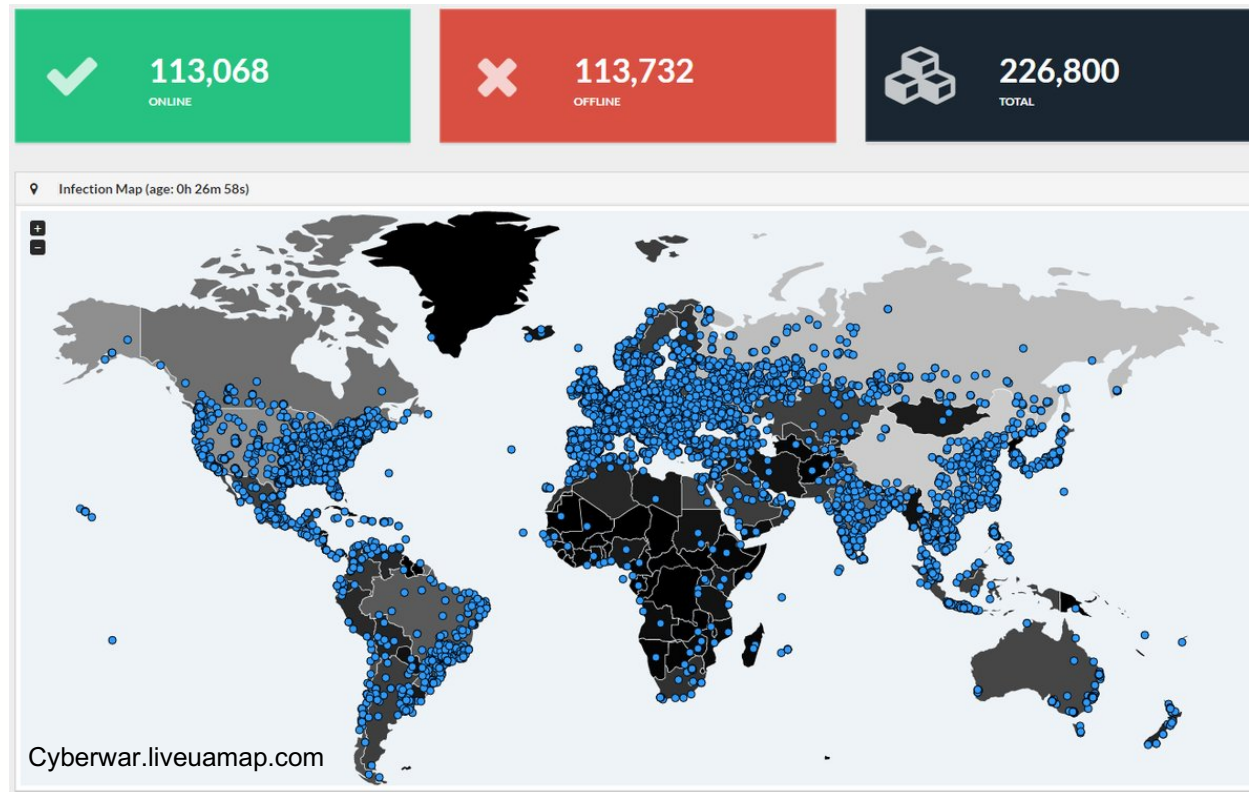 113,068
ONLINE
113,732
OFFLINE
226,800
TOTAL
Infection Map (age: 0h 26m 58s)
+
−
Cyberwar.liveuamap.com